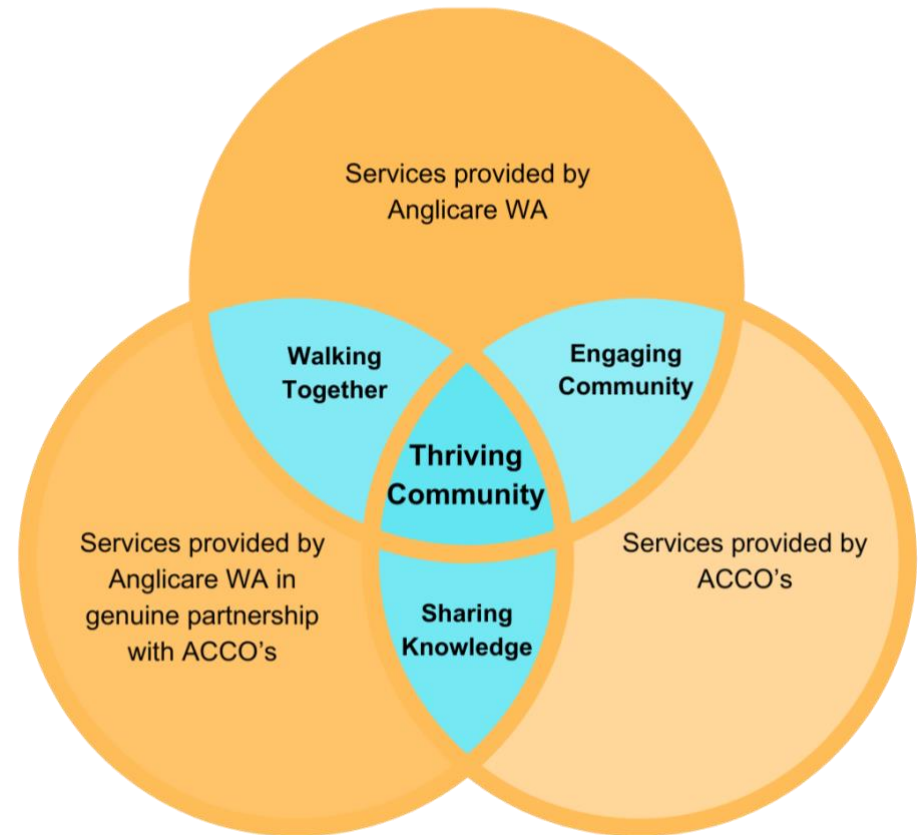 Services provided by
Anglicare WA
Walking
Together
Engaging
Community
Thriving
Community
Services provided by
Anglicare WA in
genuine partnership
with ACCO’s
Services provided by
ACCO’s
Sharing
Knowledge